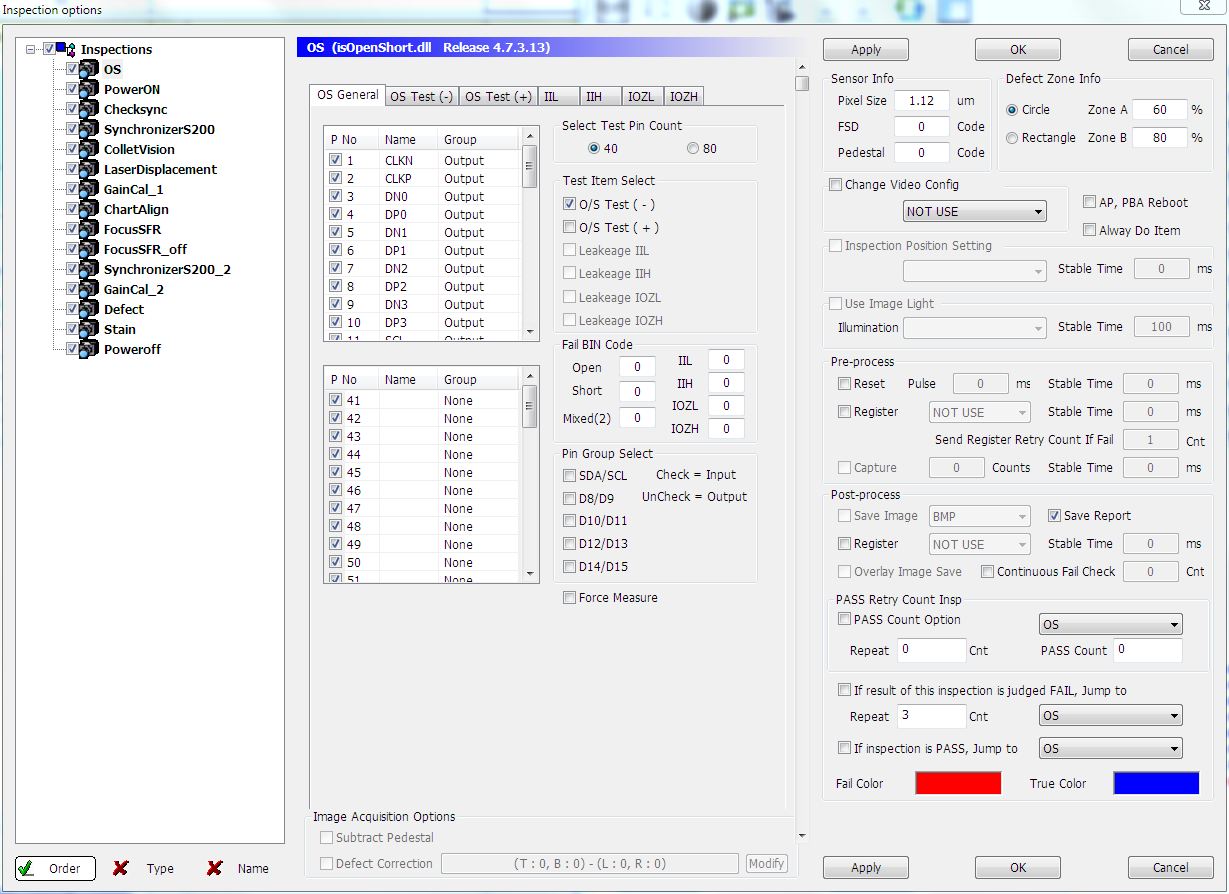 Inspection options
Inspections
OS
PowerON
Checksync
SynchronizerS200
ColletVision
LaserDisplacement
GainCal_1
ChartAlign
FocusSFR
FocusSFR_off
SynchronizerS200_2
GainCal_2
Defect
Stain
Poweroff
Order Type Name
OS (isOpenShort.dll Release 4.7.3.13)
OS General OS Test (-) OS Test (+) IIL IIH IOZL IOZH
P No Name Group
1 CLKN Output
2 CLKP Output
3 DN0 Output
4 DP0 Output
5 DN1 Output
6 DP1 Output
7 DN2 Output
8 DP2 Output
9 DN3 Output
10 DP3 Output
11 SCL Output
P No Name Group
41 None
42 None
43 None
44 None
45 None
46 None
47 None
48 None
49 None
50 None
51 None
Select Test Pin Count
40 80
Test Item Select
O/S Test ( - )
O/S Test ( + )
Leakeage IIL
Leakeage IIH
Leakeage IOZL
Leakeage IOZH
Fail BIN Code
Open 0 IIL 0
Short 0 IIH 0
Mixed(2) 0 IOZL 0
IOZH 0
Pin Group Select
SDA/SCL Check = Input
D8/D9 UnCheck = Output
D10/D11
D12/D13
D14/D15
Force Measure
Image Acquisition Options
Subtract Pedestal
Defect Correction (T : 0, B : 0) - (L : 0, R : 0) Modify
Apply OK Cancel
Sensor Info
Pixel Size 1.12 um
FSD 0 Code
Pedestal 0 Code
Defect Zone Info
Circle Zone A 60 %
Rectangle Zone B 80 %
Change Video Config
NOT USE
AP, PBA Reboot
Alway Do Item
Inspection Position Setting
Stable Time 0 ms
Use Image Light
Illumination Stable Time 100 ms
Pre-process
Reset Pulse 0 ms Stable Time 0 ms
Register NOT USE Stable Time 0 ms
Send Register Retry Count If Fail 1 Cnt
Capture 0 Counts Stable Time 0 ms
Post-process
Save Image BMP Save Report
Register NOT USE Stable Time 0 ms
Overlay Image Save Continuous Fail Check 0 Cnt
PASS Retry Count Insp
PASS Count Option OS
Repeat 0 Cnt PASS Count 0
If result of this inspection is judged FAIL, Jump to
Repeat 3 Cnt OS
If inspection is PASS, Jump to OS
Fail Color True Color
Apply OK Cancel